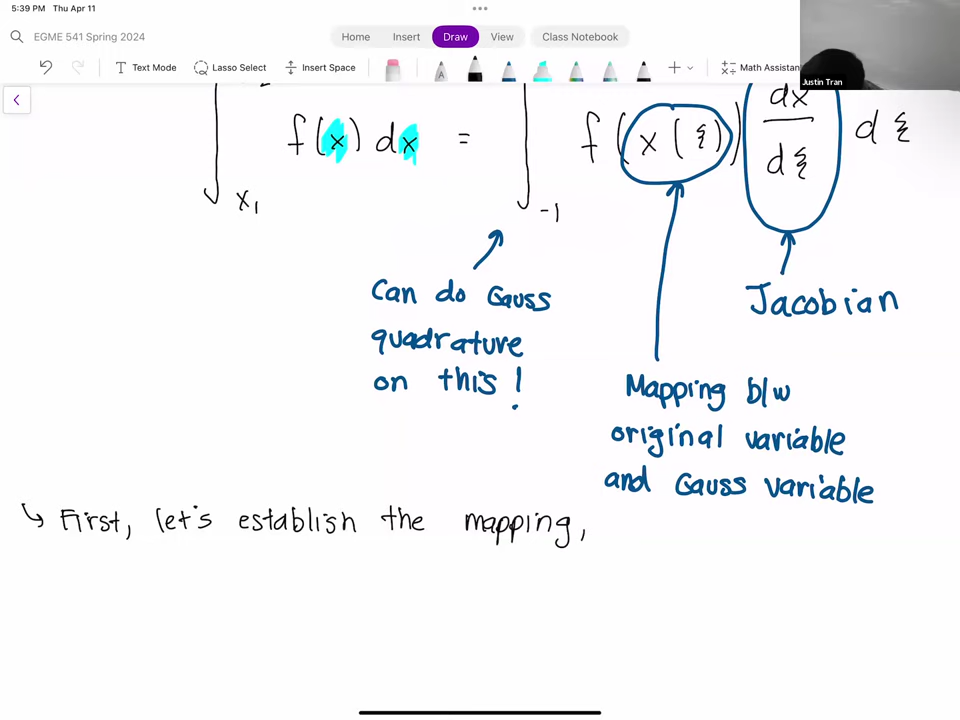 5:39 PM Thu Apr 11
EGME 541 Spring 2024
Home Insert Draw View Class Notebook
Text Mode Lasso Select Insert Space Math Assistan
Justin Tran
∫ f(x) dx = ∫ f(x(ξ)) dx/dξ dξ
x₁ -1
Can do Gauss
quadrature
on this!
Jacobian
Mapping b/w
original variable
and Gauss variable
↳ First, let's establish the mapping,